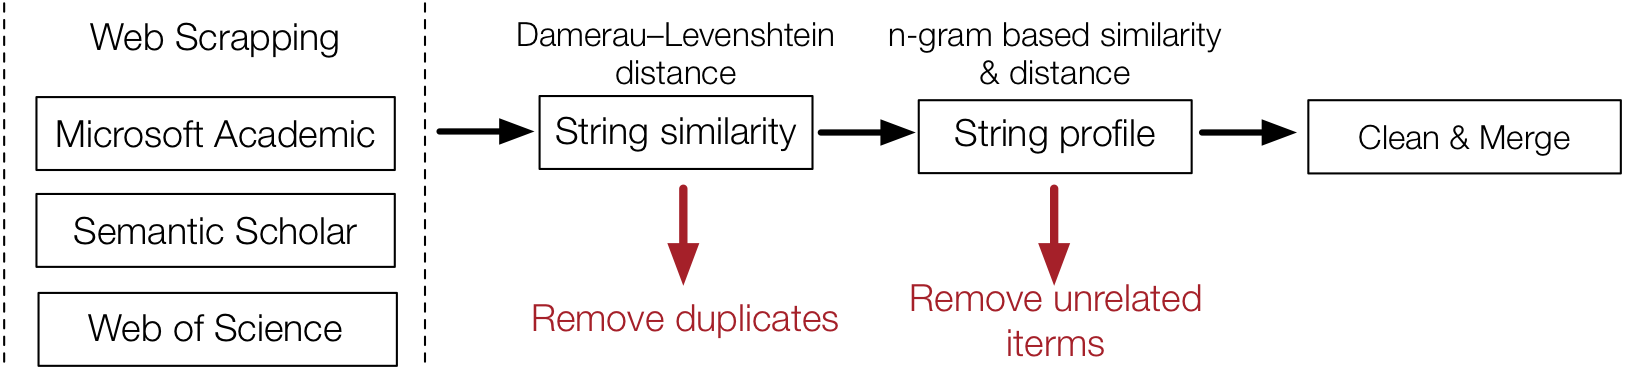 Web Scrapping
Microsoft Academic
Semantic Scholar
Web of Science
Damerau–Levenshtein
distance
String similarity
Remove duplicates
n-gram based similarity
& distance
String profile
Remove unrelated
iterms
Clean & Merge